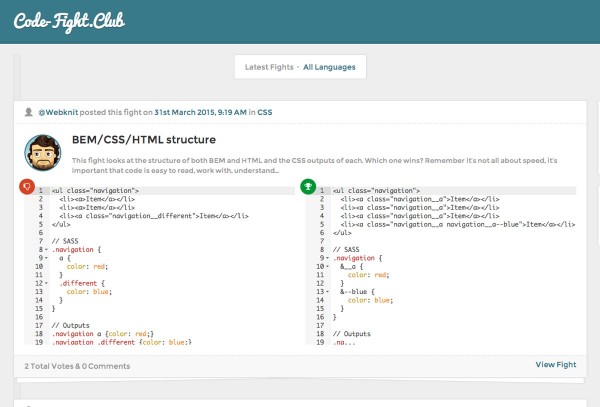 Code-Fight.Club
Latest Fights - All Languages
@Webknit posted this fight on 31st March 2015, 9:19 AM in CSS
BEM/CSS/HTML structure
This fight looks at the structure of both BEM and HTML and the CSS outputs of each. Which one wins? Remember it's not all about speed, it's
important that code is easy to read, work with, understand...
1 <ul class="navigation">
2 <li><a>Item</a></li>
3 <li><a>Item</a></li>
4 <li><a class="navigation__different">Item</a></li>
5 </ul>
6
7 // SASS
8 .navigation {
9 a {
10 color: red;
11 }
12 .different {
13 color: blue;
14 }
15 }
16
17 // Outputs
18 .navigation a {color: red;}
19 .navigation .different {color: blue;}
1 <ul class="navigation">
2 <li><a class="navigation__a">Item</a></li>
3 <li><a class="navigation__a">Item</a></li>
4 <li><a class="navigation__a">Item</a></li>
5 <li><a class="navigation__a navigation__a--blue">Item</a></li>
6 </ul>
7
8 // SASS
9 .navigation {
10 &__a {
11 color: red;
12 }
13 &--blue {
14 color: blue;
15 }
16 }
17
18 // Outputs
19 .na...
2 Total Votes & 0 Comments
View Fight